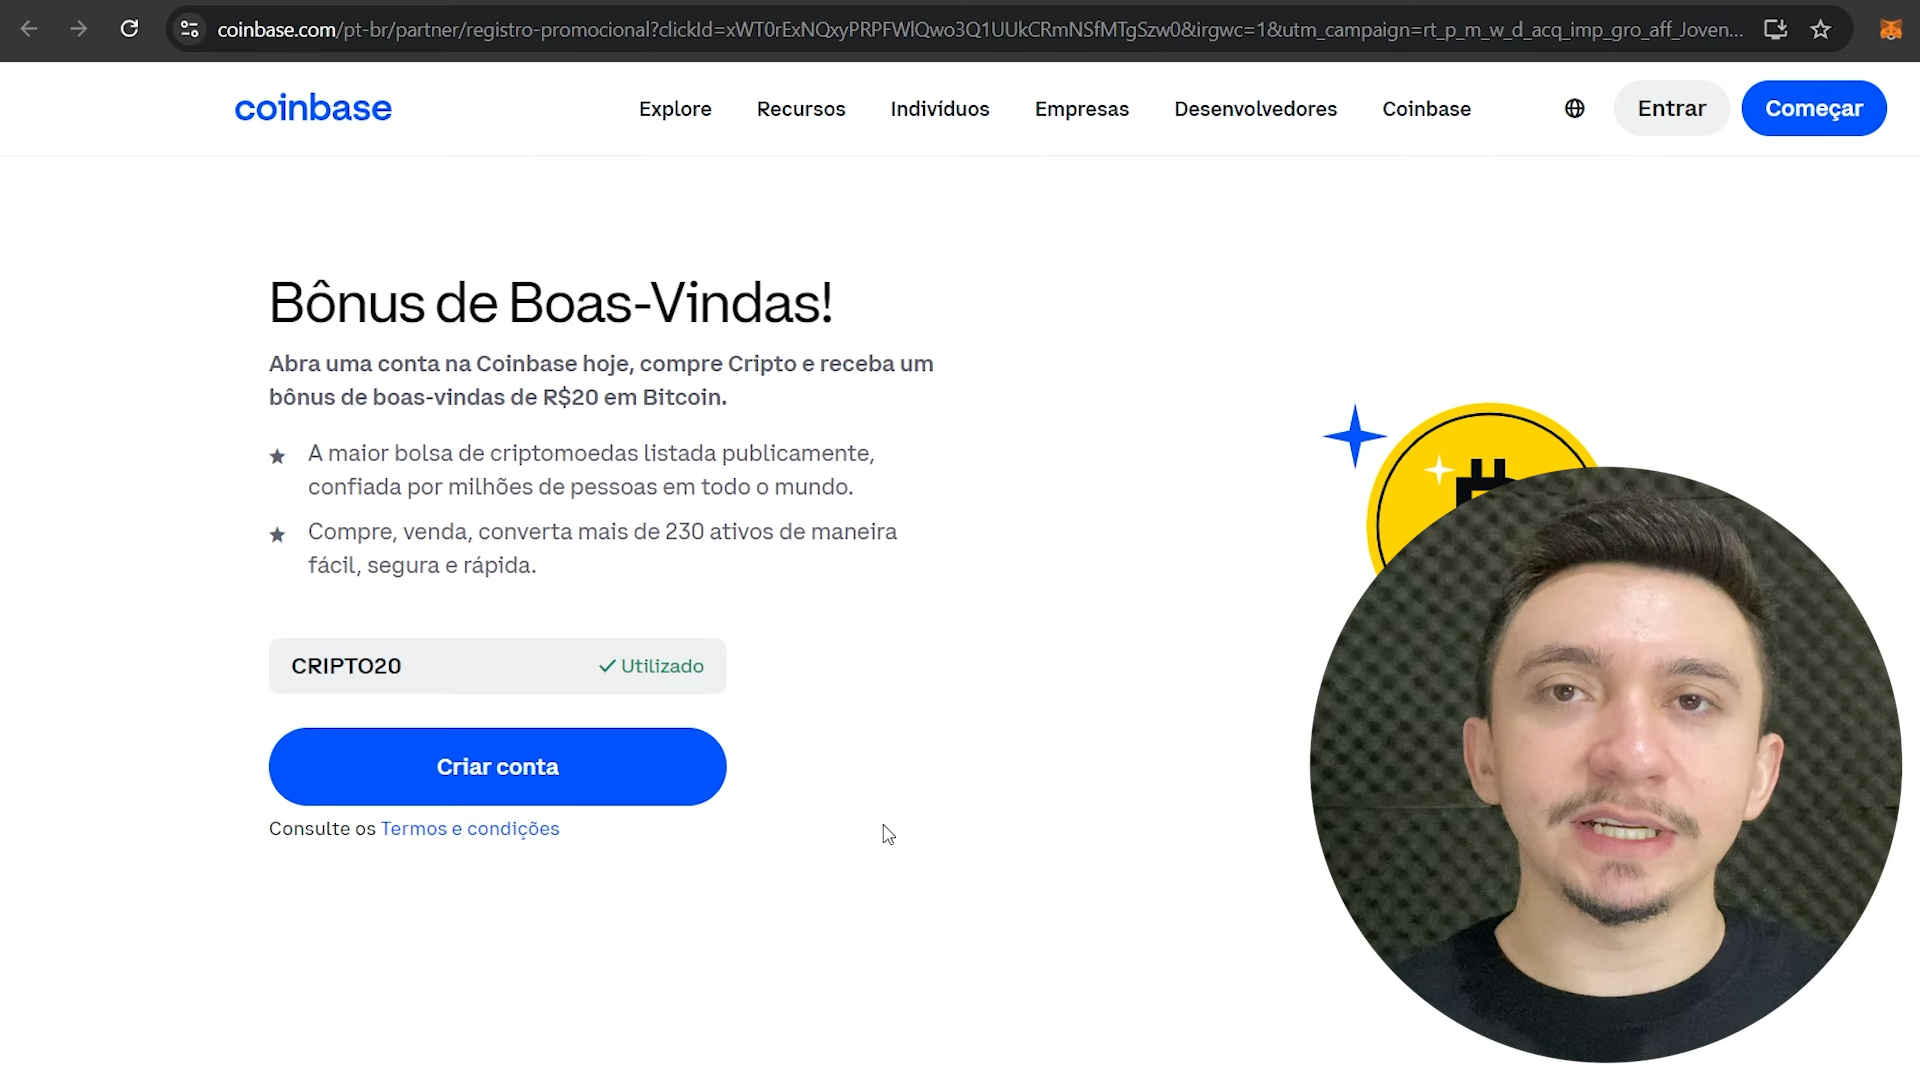 coinbase.com/pt-br/partner/registro-promocional?clickId=xWT0rExNQxyPRPFWlQwo3Q1UUkCRmNSfMTgSzw0&irgwc=1&utm_campaign=rt_p_m_w_d_acq_imp_gro_aff_Joven...
coinbase
Explore
Recursos
Indivíduos
Empresas
Desenvolvedores
Coinbase
Entrar
Começar
Bônus de Boas-Vindas!
Abra uma conta na Coinbase hoje, compre Cripto e receba um
bônus de boas-vindas de R$20 em Bitcoin.
A maior bolsa de criptomoedas listada publicamente,
confiada por milhões de pessoas em todo o mundo.
Compre, venda, converta mais de 230 ativos de maneira
fácil, segura e rápida.
CRIPTO20
Utilizado
Criar conta
Consulte os Termos e condições